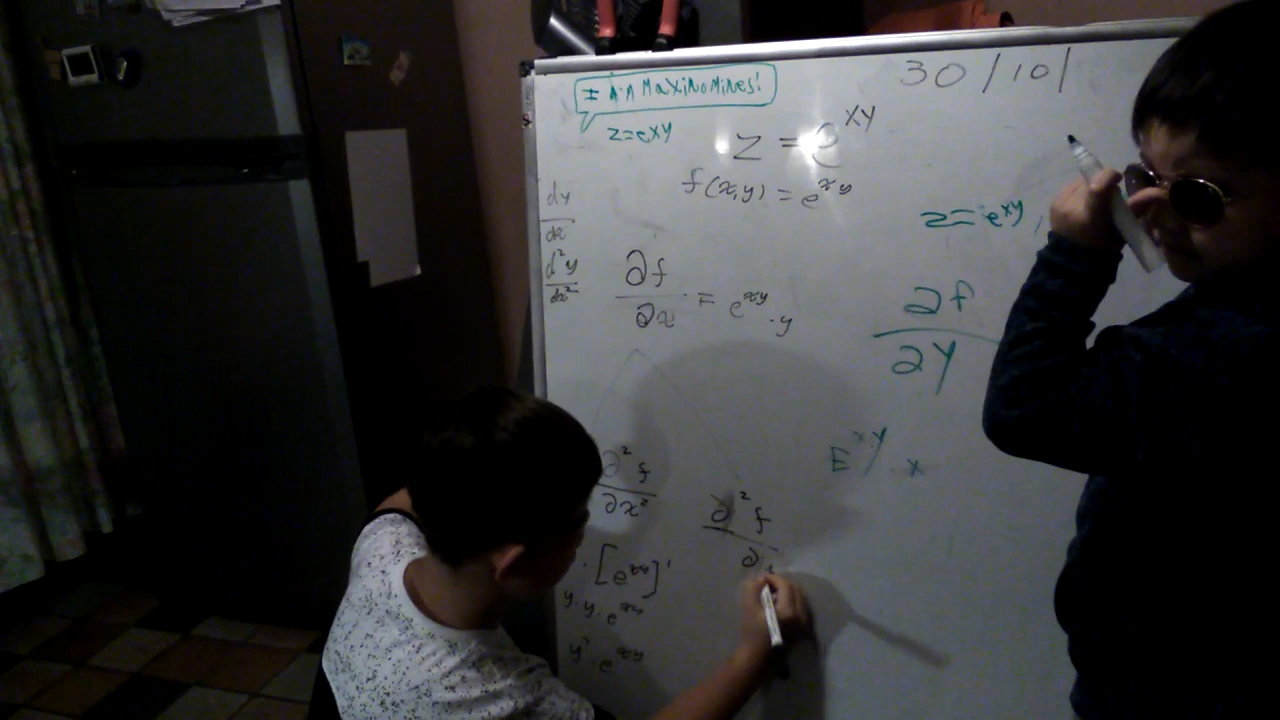 30/10/
MaxiNoMiNes!
z=exy
z = e^xy
f(x,y) = e^xy
z=e^xy
dy
dx
d²y
dx²
∂f
∂x
= e^xy · y
∂f
∂y
E^x·y · x
∂²f
∂x²
∂²f
∂
· [e^xy]'
y·y·e^xy
y²·e^xy